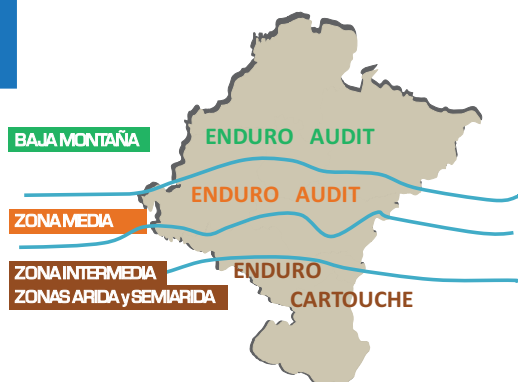 BAJA MONTAÑA
ENDURO AUDIT
ENDURO AUDIT
ZONA MEDIA
ZONA INTERMEDIA
ENDURO
ZONAS ARIDA y SEMIARIDA
CARTOUCHE